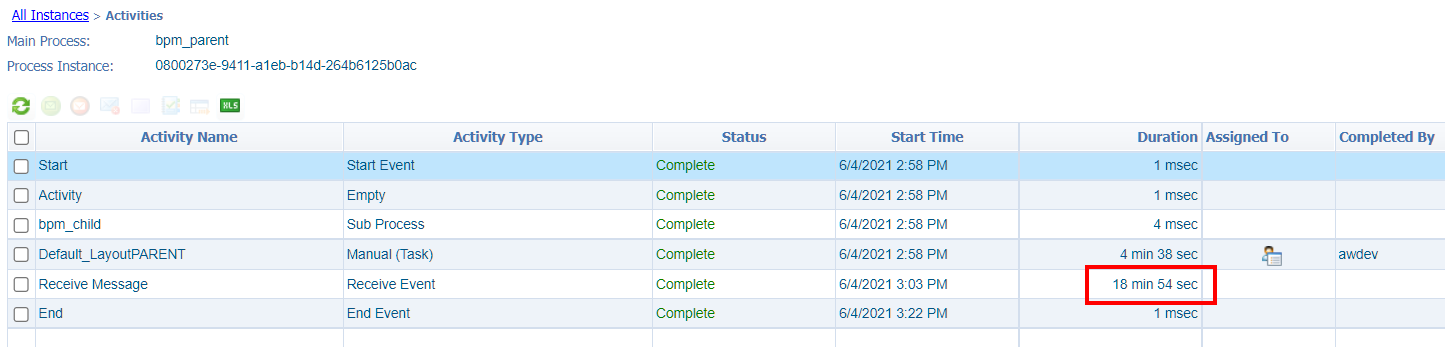 All Instances > Activities
Main Process: bpm_parent
Process Instance: 0800273e-9411-a1eb-b14d-264b6125b0ac
XLS
Activity Name Activity Type Status Start Time Duration Assigned To Completed By
Start Start Event Complete 6/4/2021 2:58 PM 1 msec
Activity Empty Complete 6/4/2021 2:58 PM 1 msec
bpm_child Sub Process Complete 6/4/2021 2:58 PM 4 msec
Default_LayoutPARENT Manual (Task) Complete 6/4/2021 2:58 PM 4 min 38 sec awdev
Receive Message Receive Event Complete 6/4/2021 3:03 PM 18 min 54 sec
End End Event Complete 6/4/2021 3:22 PM 1 msec